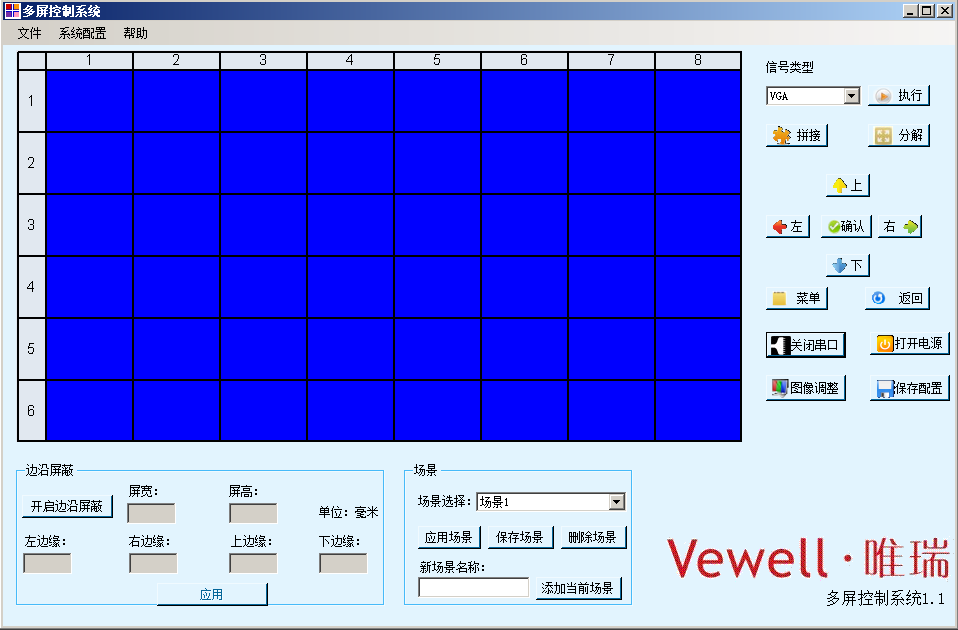 多屏控制系统
文件 系统配置 帮助
1 2 3 4 5 6 7 8
1
2
3
4
5
6
信号类型
VGA 执行
拼接 分解
上
左 确认 右
下
菜单 返回
关闭串口 打开电源
图像调整 保存配置
边沿屏蔽
开启边沿屏蔽 屏宽: 屏高: 单位: 毫米
左边缘: 右边缘: 上边缘: 下边缘:
应用
场景
场景选择: 场景1
应用场景 保存场景 删除场景
新场景名称:
添加当前场景
Vewell·唯瑞
多屏控制系统1.1